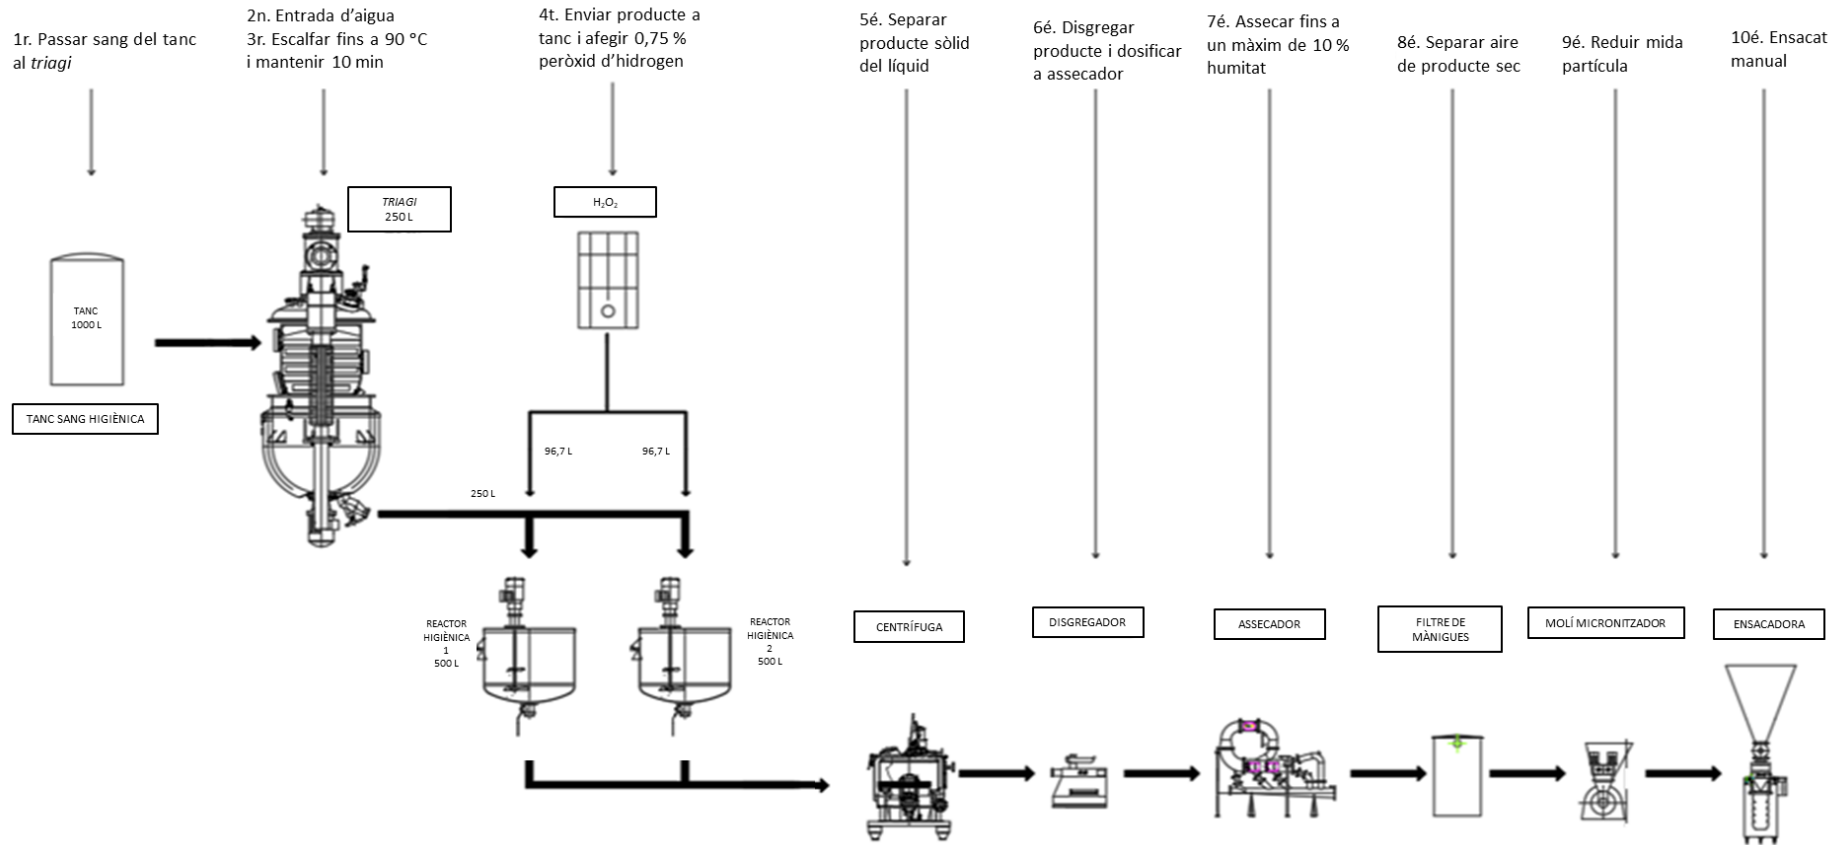 1r. Passar sang del tanc
al triagi
2n. Entrada d’aigua
3r. Escalfar fins a 90 °C
i mantenir 10 min
4t. Enviar producte a
tanc i afegir 0,75 %
peròxid d’hidrogen
5é. Separar
producte sòlid
del líquid
6é. Disgregar
producte i dosificar
a assecador
7é. Assecar fins a
un màxim de 10 %
humitat
8é. Separar aire
de producte sec
9é. Reduir mida
partícula
10é. Ensacat
manual
TRIAGI
250 L
H₂O₂
TANC
1000 L
TANC SANG HIGIÈNICA
96,7 L
96,7 L
250 L
REACTOR
HIGIÈNICA
1
500 L
REACTOR
HIGIÈNICA
2
500 L
CENTRÍFUGA
DISGREGADOR
ASSECADOR
FILTRE DE
MÀNIGUES
MOLÍ MICRONITZADOR
ENSACADORA